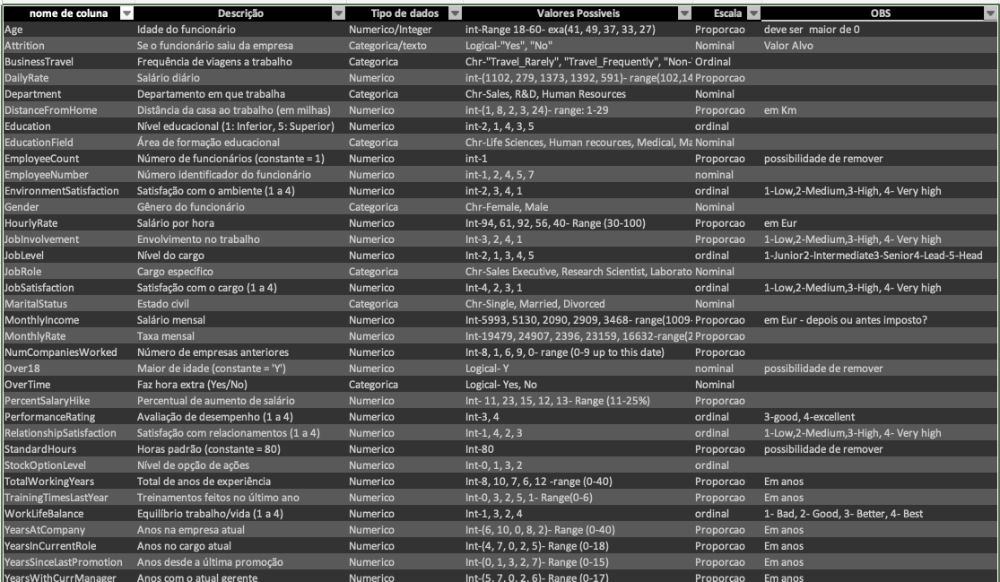 nome de coluna Descrição Tipo de dados Valores Possiveis Escala OBS
Age Idade do funcionário Numerico/Integer int-Range 18-60- exa(41, 49, 37, 33, 27) Proporcao deve ser maior de 0
Attrition Se o funcionário saiu da empresa Categorica/texto Logical-"Yes", "No" Nominal Valor Alvo
BusinessTravel Frequência de viagens a trabalho Categorica Chr-"Travel_Rarely", "Travel_Frequently", "Non- Ordinal
DailyRate Salário diário Numerico int-(1102, 279, 1373, 1392, 591)- range(102,14 Proporcao
Department Departamento em que trabalha Categorica Chr-Sales, R&D, Human Resources Nominal
DistanceFromHome Distância da casa ao trabalho (em milhas) Numerico int-(1, 8, 2, 3, 24)- range: 1-29 Proporcao em Km
Education Nível educacional (1: Inferior, 5: Superior) Numerico int-2, 1, 4, 3, 5 ordinal
EducationField Área de formação educacional Categorica Chr-Life Sciences, Human recources, Medical, Ma Nominal
EmployeeCount Número de funcionários (constante = 1) Numerico int-1 Proporcao possibilidade de remover
EmployeeNumber Número identificador do funcionário Numerico int-1, 2, 4, 5, 7 nominal
EnvironmentSatisfaction Satisfação com o ambiente (1 a 4) Numerico int-2, 3, 4, 1 ordinal 1-Low,2-Medium,3-High, 4- Very high
Gender Gênero do funcionário Categorica Chr-Female, Male Nominal
HourlyRate Salário por hora Numerico Int-94, 61, 92, 56, 40- Range (30-100) Proporcao em Eur
JobInvolvement Envolvimento no trabalho Numerico Int-3, 2, 4, 1 Proporcao 1-Low,2-Medium,3-High, 4- Very high
JobLevel Nível do cargo Numerico Int-2, 1, 3, 4, 5 ordinal 1-Junior2-Intermediate3-Senior4-Lead-5-Head
JobRole Cargo específico Categorica Chr-Sales Executive, Research Scientist, Laborato Nominal
JobSatisfaction Satisfação com o cargo (1 a 4) Numerico Int-4, 2, 3, 1 ordinal 1-Low,2-Medium,3-High, 4- Very high
MaritalStatus Estado civil Categorica Chr-Single, Married, Divorced Nominal
MonthlyIncome Salário mensal Numerico Int-5993, 5130, 2090, 2909, 3468- range(1009- Proporcao em Eur - depois ou antes imposto?
MonthlyRate Taxa mensal Numerico Int-19479, 24907, 2396, 23159, 16632-range(2 Proporcao
NumCompaniesWorked Número de empresas anteriores Numerico Int-8, 1, 6, 9, 0- range (0-9 up to this date) Proporcao
Over18 Maior de idade (constante = 'Y') Numerico Logical- Y nominal possibilidade de remover
OverTime Faz hora extra (Yes/No) Categorica Logical- Yes, No Nominal
PercentSalaryHike Percentual de aumento de salário Numerico Int- 11, 23, 15, 12, 13- Range (11-25%) Proporcao
PerformanceRating Avaliação de desempenho (1 a 4) Numerico Int-3, 4 ordinal 3-good, 4-excellent
RelationshipSatisfaction Satisfação com relacionamentos (1 a 4) Numerico Int-1, 4, 2, 3 ordinal 1-Low,2-Medium,3-High, 4- Very high
StandardHours Horas padrão (constante = 80) Numerico Int-80 Proporcao possibilidade de remover
StockOptionLevel Nível de opção de ações Numerico Int-0, 1, 3, 2 ordinal
TotalWorkingYears Total de anos de experiência Numerico Int-8, 10, 7, 6, 12 -range (0-40) Proporcao Em anos
TrainingTimesLastYear Treinamentos feitos no último ano Numerico Int-0, 3, 2, 5, 1- Range(0-6) Proporcao Em anos
WorkLifeBalance Equilíbrio trabalho/vida (1 a 4) Numerico Int-1, 3, 2, 4 ordinal 1- Bad, 2- Good, 3- Better, 4- Best
YearsAtCompany Anos na empresa atual Numerico Int-(6, 10, 0, 8, 2)- Range (0-40) Proporcao Em anos
YearsInCurrentRole Anos no cargo atual Numerico Int-(4, 7, 0, 2, 5)- Range (0-18) Proporcao Em anos
YearsSinceLastPromotion Anos desde a última promoção Numerico Int-(0, 1, 3, 2, 7)- Range (0-15) Proporcao Em anos
YearsWithCurrManager Anos com o atual gerente Numerico Int-(5, 7, 0, 2, 6)- Range (0-17) Proporcao Em anos